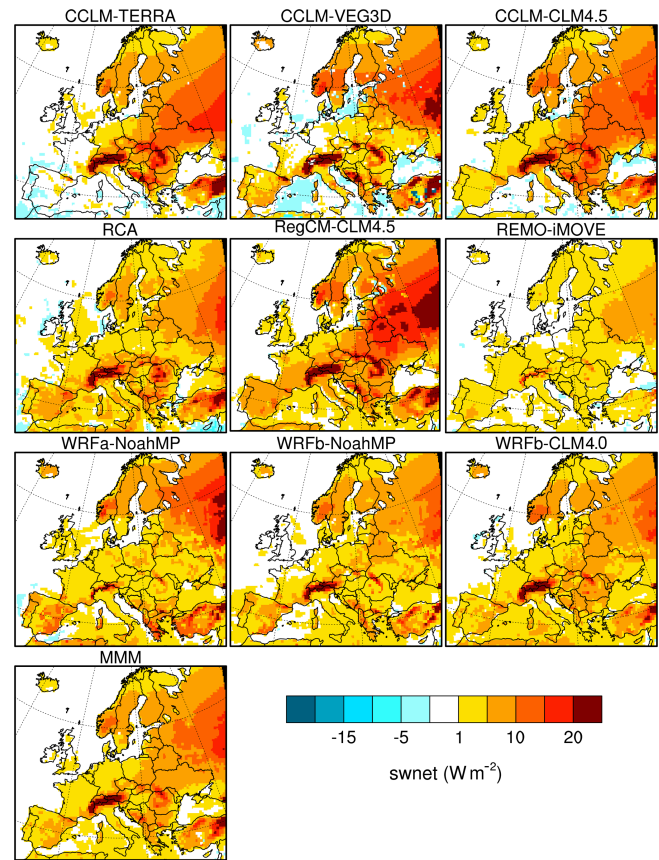 CCLM-TERRA CCLM-VEG3D CCLM-CLM4.5
RCA RegCM-CLM4.5 REMO-iMOVE
WRFa-NoahMP WRFb-NoahMP WRFb-CLM4.0
MMM
-15 -5 1 10 20
swnet (W m⁻²)